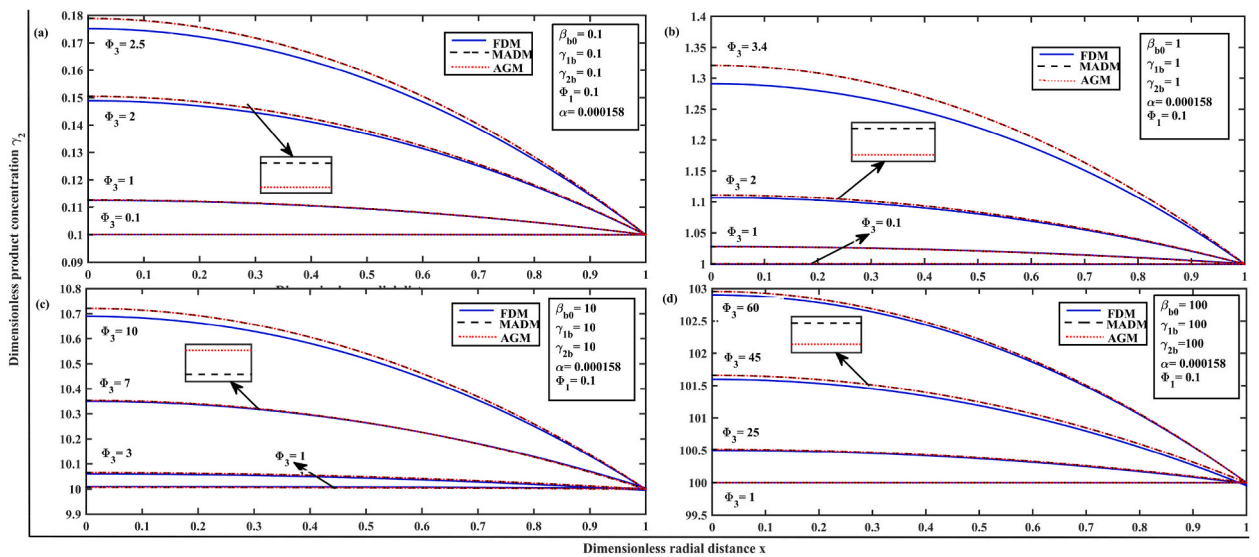 Dimensionless product concentration γ2
(a)
0.18
0.17
0.16
0.15
0.14
0.13
0.12
0.11
0.1
0.09
Φ3= 2.5
Φ3= 2
Φ3= 1
Φ3= 0.1
FDM
MADM
AGM
βb0= 0.1
γ1b= 0.1
γ2b= 0.1
Φ1= 0.1
α= 0.000158
0 0.1 0.2 0.3 0.4 0.5 0.6 0.7 0.8 0.9 1
(b)
1.4
1.35
1.3
1.25
1.2
1.15
1.1
1.05
1
Φ3= 3.4
Φ3= 2
Φ3= 1
Φ3= 0.1
FDM
MADM
AGM
βb0= 1
γ1b= 1
γ2b= 1
α= 0.000158
Φ1= 0.1
0 0.1 0.2 0.3 0.4 0.5 0.6 0.7 0.8 0.9 1
(c)
10.8
10.7
10.6
10.5
10.4
10.3
10.2
10.1
10
9.9
Φ3= 10
Φ3= 7
Φ3= 3
Φ3= 1
FDM
MADM
AGM
βb0= 10
γ1b= 10
γ2b= 10
α= 0.000158
Φ1= 0.1
0 0.1 0.2 0.3 0.4 0.5 0.6 0.7 0.8 0.9 1
(d)
103
102.5
102
101.5
101
100.5
100
99.5
Φ3= 60
Φ3= 45
Φ3= 25
Φ3= 1
FDM
MADM
AGM
βb0= 100
γ1b= 100
γ2b=100
α= 0.000158
Φ1= 0.1
0 0.1 0.2 0.3 0.4 0.5 0.6 0.7 0.8 0.9 1
Dimensionless radial distance x